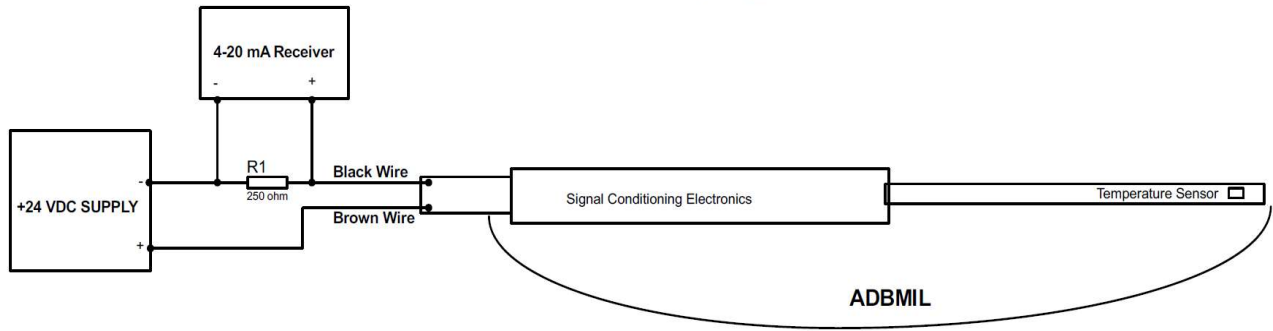 4-20 mA Receiver
- +
R1
250 ohm
Black Wire
+24 VDC SUPPLY
-
+
Brown Wire
Signal Conditioning Electronics
Temperature Sensor
ADBMIL